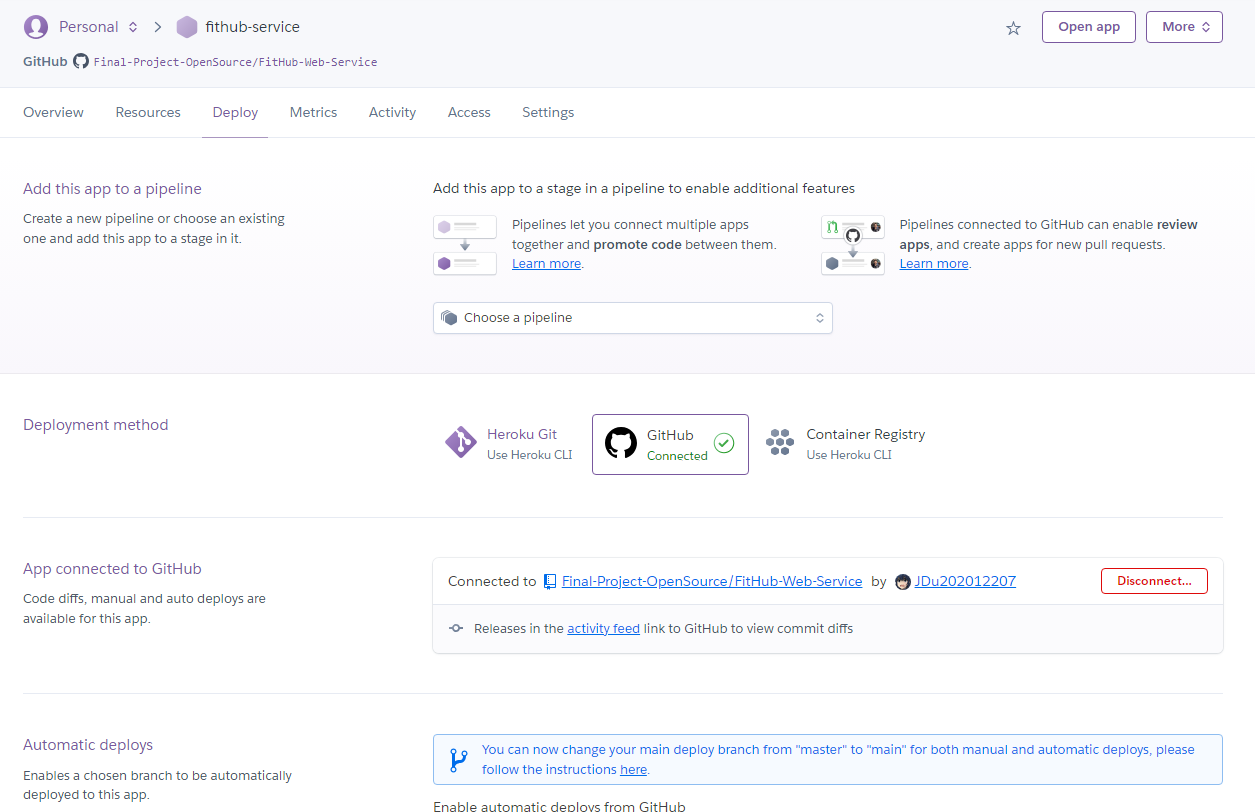 Personal
fithub-service
Open app
More
GitHub Final-Project-OpenSource/FitHub-Web-Service
Overview Resources Deploy Metrics Activity Access Settings
Add this app to a pipeline
Create a new pipeline or choose an existing
one and add this app to a stage in it.
Add this app to a stage in a pipeline to enable additional features
Pipelines let you connect multiple apps
together and promote code between them.
Learn more.
Pipelines connected to GitHub can enable review
apps, and create apps for new pull requests.
Learn more.
Choose a pipeline
Deployment method
Heroku Git
Use Heroku CLI
GitHub
Connected
Container Registry
Use Heroku CLI
App connected to GitHub
Code diffs, manual and auto deploys are
available for this app.
Connected to Final-Project-OpenSource/FitHub-Web-Service by JDu202012207
Disconnect...
Releases in the activity feed link to GitHub to view commit diffs
Automatic deploys
Enables a chosen branch to be automatically
deployed to this app.
You can now change your main deploy branch from "master" to "main" for both manual and automatic deploys, please
follow the instructions here.
Enable automatic deploys from GitHub